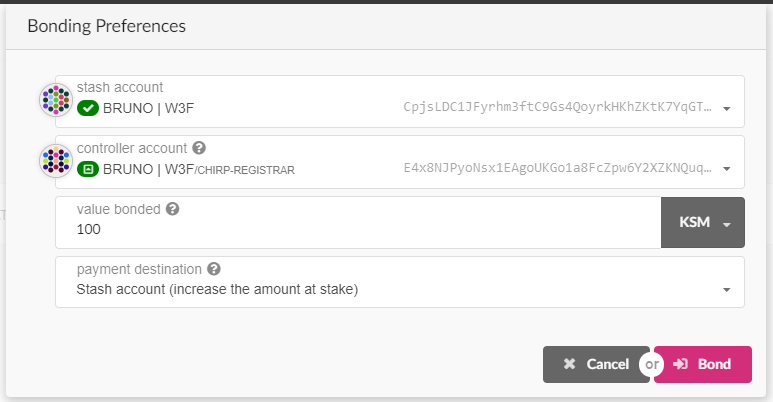 Bonding Preferences
stash account
BRUNO | W3F
CpjsLDC1JFyrhm3ftC9Gs4QoyrkHKhZKtK7YqGT…
controller account
BRUNO | W3F/CHIRP-REGISTRAR
E4x8NJPyoNsx1EAgoUKGo1a8FcZpw6Y2XZKNQuq…
value bonded
100
KSM
payment destination
Stash account (increase the amount at stake)
Cancel or Bond